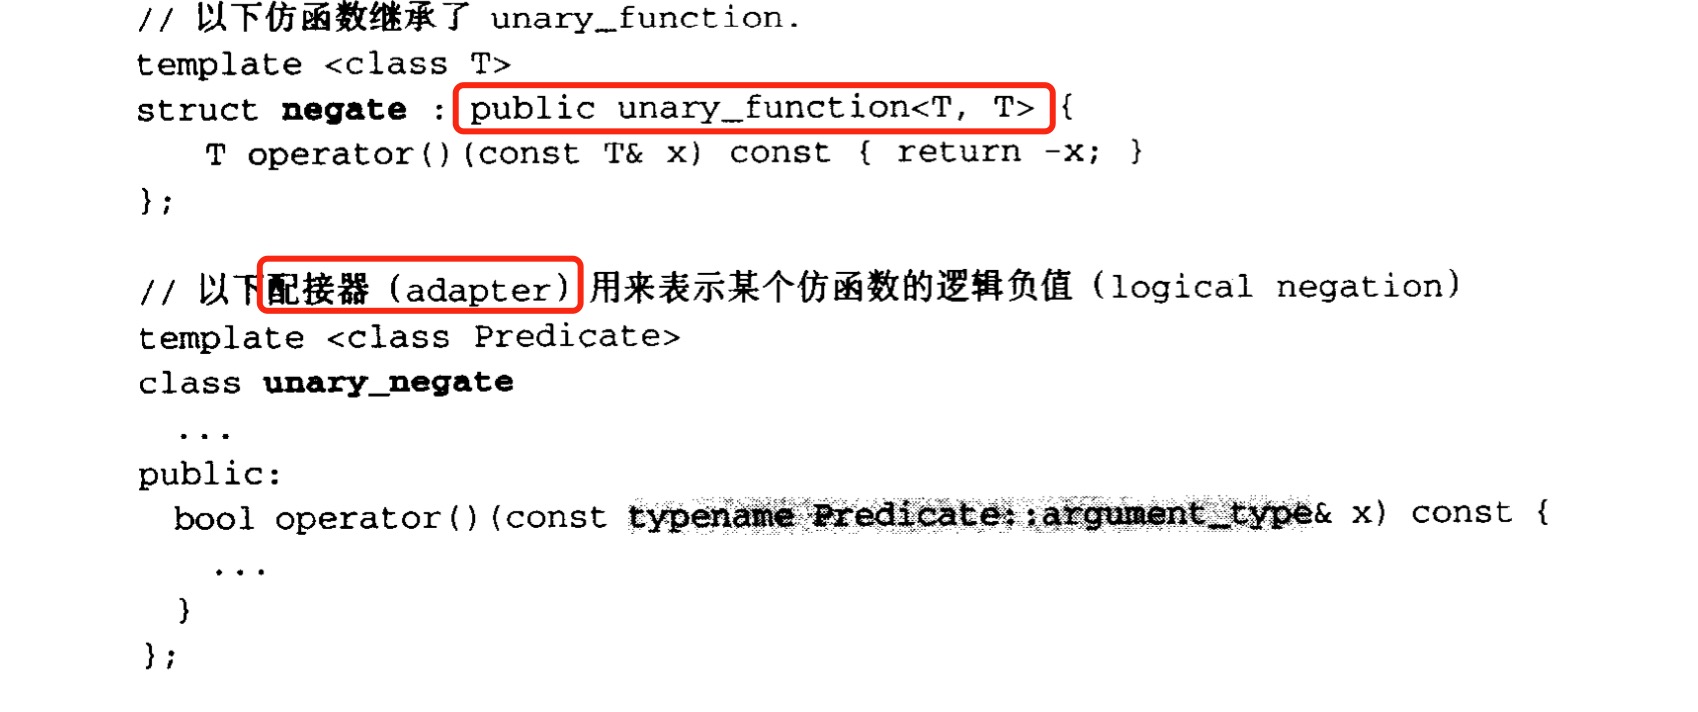 // 以下仿函数继承了 unary_function.
template <class T>
struct negate : public unary_function<T, T> {
    T operator()(const T& x) const { return -x; }
};
// 以下配接器 (adapter) 用来表示某个仿函数的逻辑负值 (logical negation)
template <class Predicate>
class unary_negate
  ...
public:
  bool operator()(const typename Predicate::argument_type& x) const {
    ...
  }
};